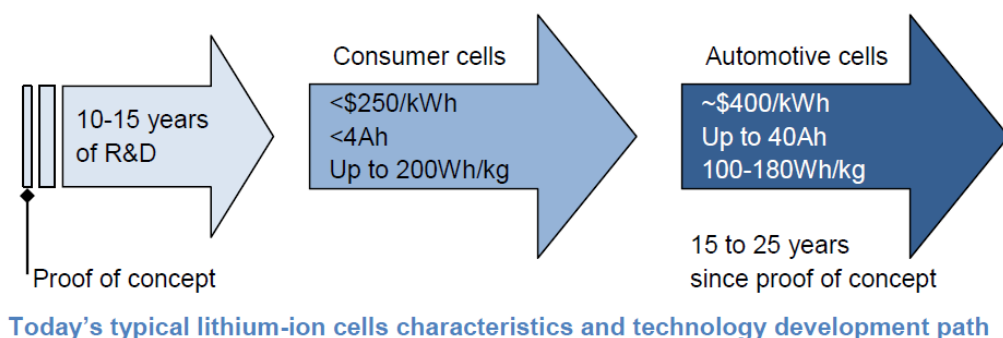 10-15 years
of R&D
Proof of concept
Consumer cells
<$250/kWh
<4Ah
Up to 200Wh/kg
Automotive cells
~$400/kWh
Up to 40Ah
100-180Wh/kg
15 to 25 years
since proof of concept
Today's typical lithium-ion cells characteristics and technology development path